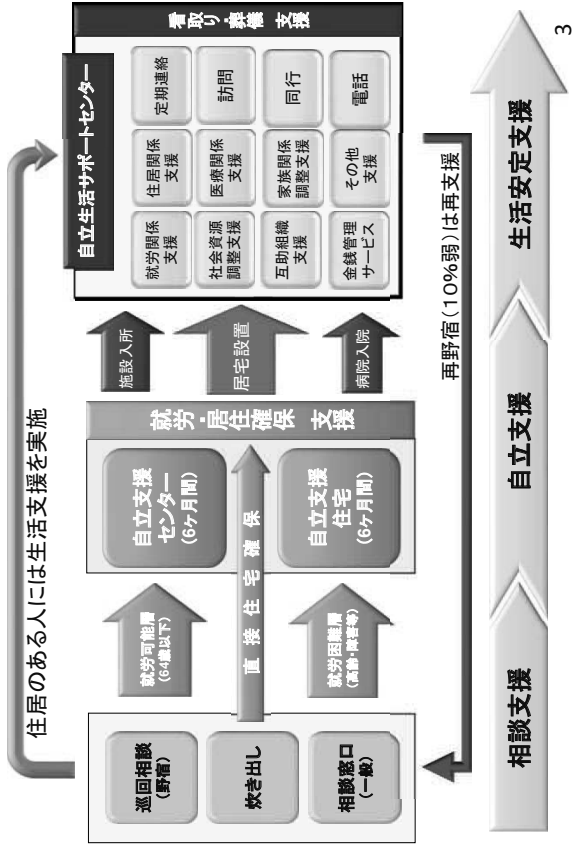 住居のある人には生活支援を実施
巡回相談
(野宿)
炊き出し
相談窓口
(一般)
就労可能層
(64歳以下)
直接住宅確保
就労困難層
(高齢・障害等)
自立支援
センター
(6ヶ月間)
自立支援
住宅
(6ヶ月間)
就労・居住確保 支援
施設入所
居宅設置
病院入院
自立生活サポートセンター
就労関係
支援
住居関係
支援
定期連絡
社会資源
調整支援
医療関係
支援
訪問
互助組織
支援
家族関係
調整支援
同行
金銭管理
サービス
その他
支援
電話
看取り・葬儀 支援
再野宿(10%弱)は再支援
相談支援
自立支援
生活安定支援
3